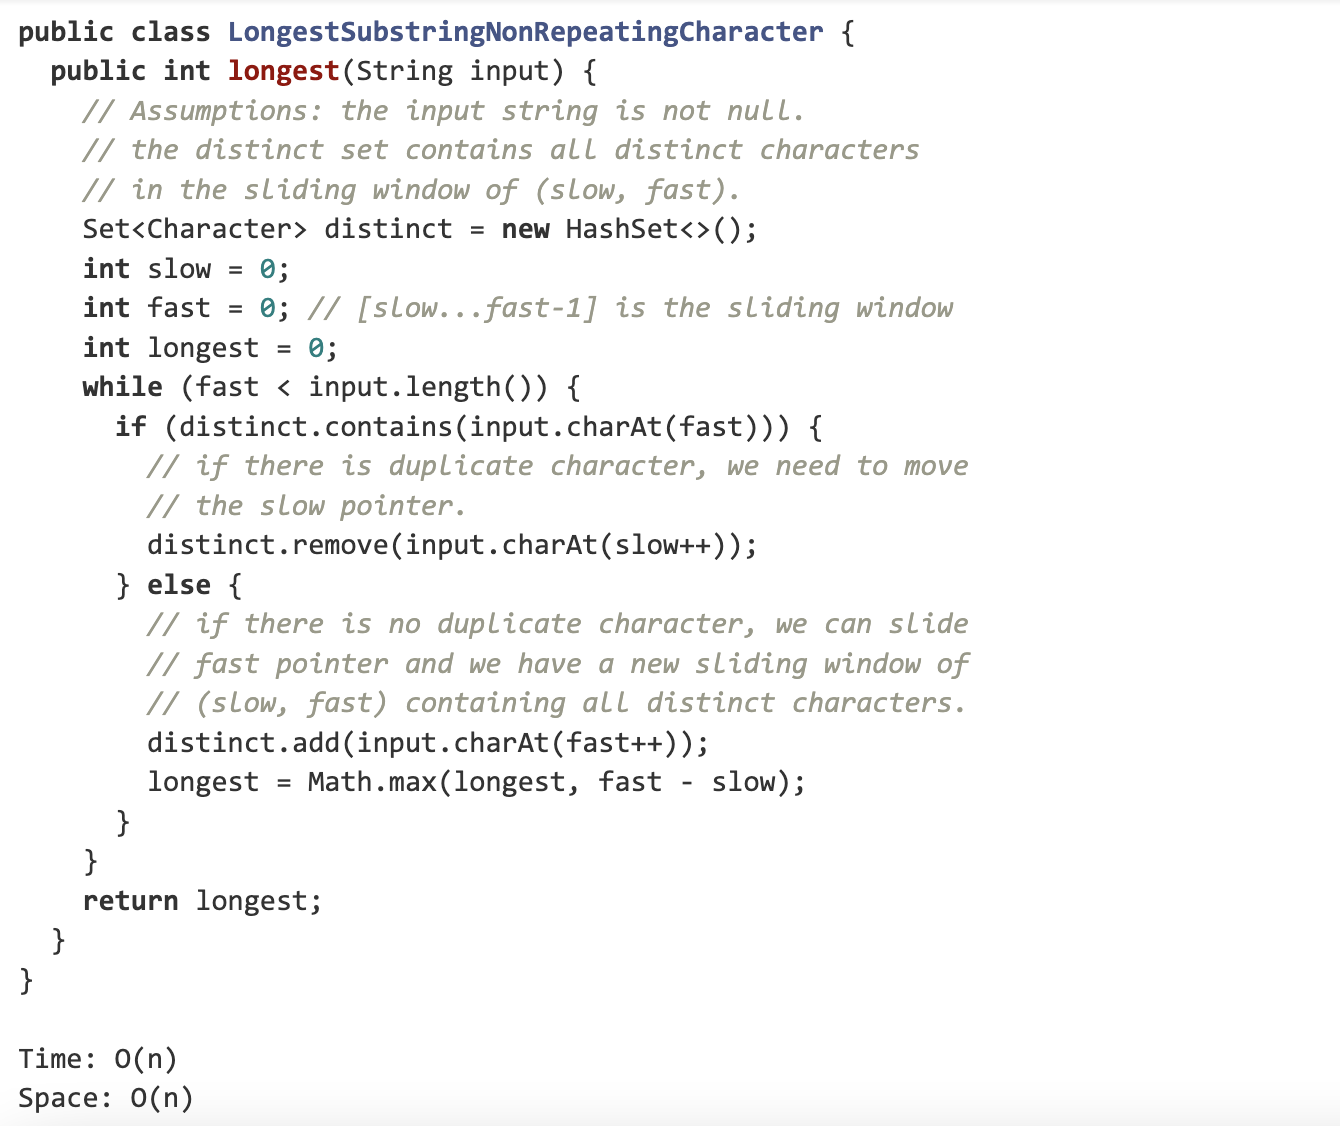 public class LongestSubstringNonRepeatingCharacter {
  public int longest(String input) {
    // Assumptions: the input string is not null.
    // the distinct set contains all distinct characters
    // in the sliding window of (slow, fast).
    Set<Character> distinct = new HashSet<>();
    int slow = 0;
    int fast = 0; // [slow...fast-1] is the sliding window
    int longest = 0;
    while (fast < input.length()) {
      if (distinct.contains(input.charAt(fast))) {
        // if there is duplicate character, we need to move
        // the slow pointer.
        distinct.remove(input.charAt(slow++));
      } else {
        // if there is no duplicate character, we can slide
        // fast pointer and we have a new sliding window of
        // (slow, fast) containing all distinct characters.
        distinct.add(input.charAt(fast++));
        longest = Math.max(longest, fast - slow);
      }
    }
    return longest;
  }
}
Time: O(n)
Space: O(n)